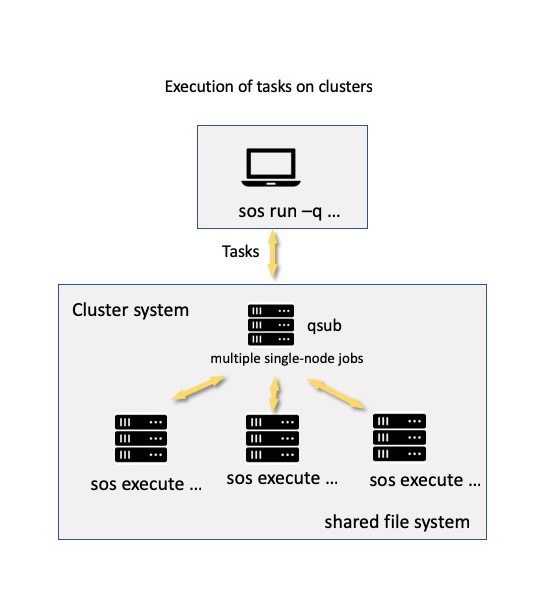 Execution of tasks on clusters
sos run –q ...
Tasks
Cluster system
qsub
multiple single-node jobs
sos execute ...
sos execute ...
sos execute ...
shared file system